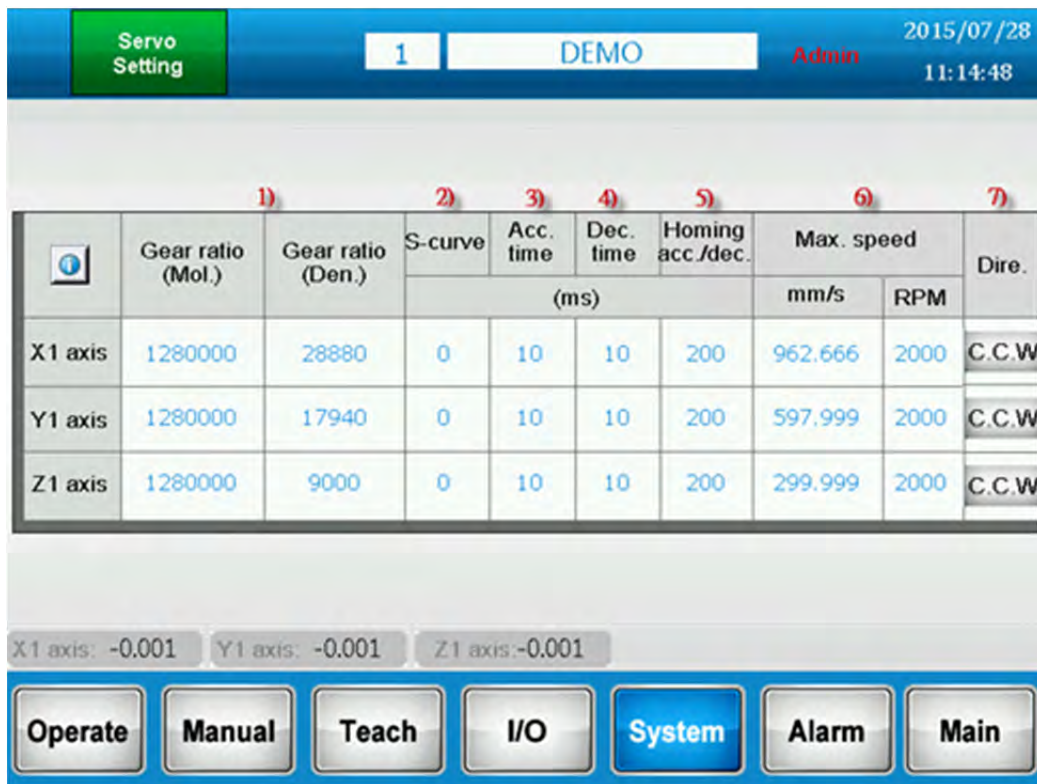 Servo
Setting
1 DEMO Admin 2015/07/28
11:14:48
1) 2) 3) 4) 5) 6) 7)
Gear ratio
(Mol.)
Gear ratio
(Den.)
S-curve
Acc.
time
Dec.
time
Homing
acc./dec.
Max. speed
Dire.
(ms) mm/s RPM
X1 axis 1280000 28880 0 10 10 200 962.666 2000 C.C.W
Y1 axis 1280000 17940 0 10 10 200 597.999 2000 C.C.W
Z1 axis 1280000 9000 0 10 10 200 299.999 2000 C.C.W
X1 axis: -0.001 Y1 axis: -0.001 Z1 axis:-0.001
Operate Manual Teach I/O System Alarm Main